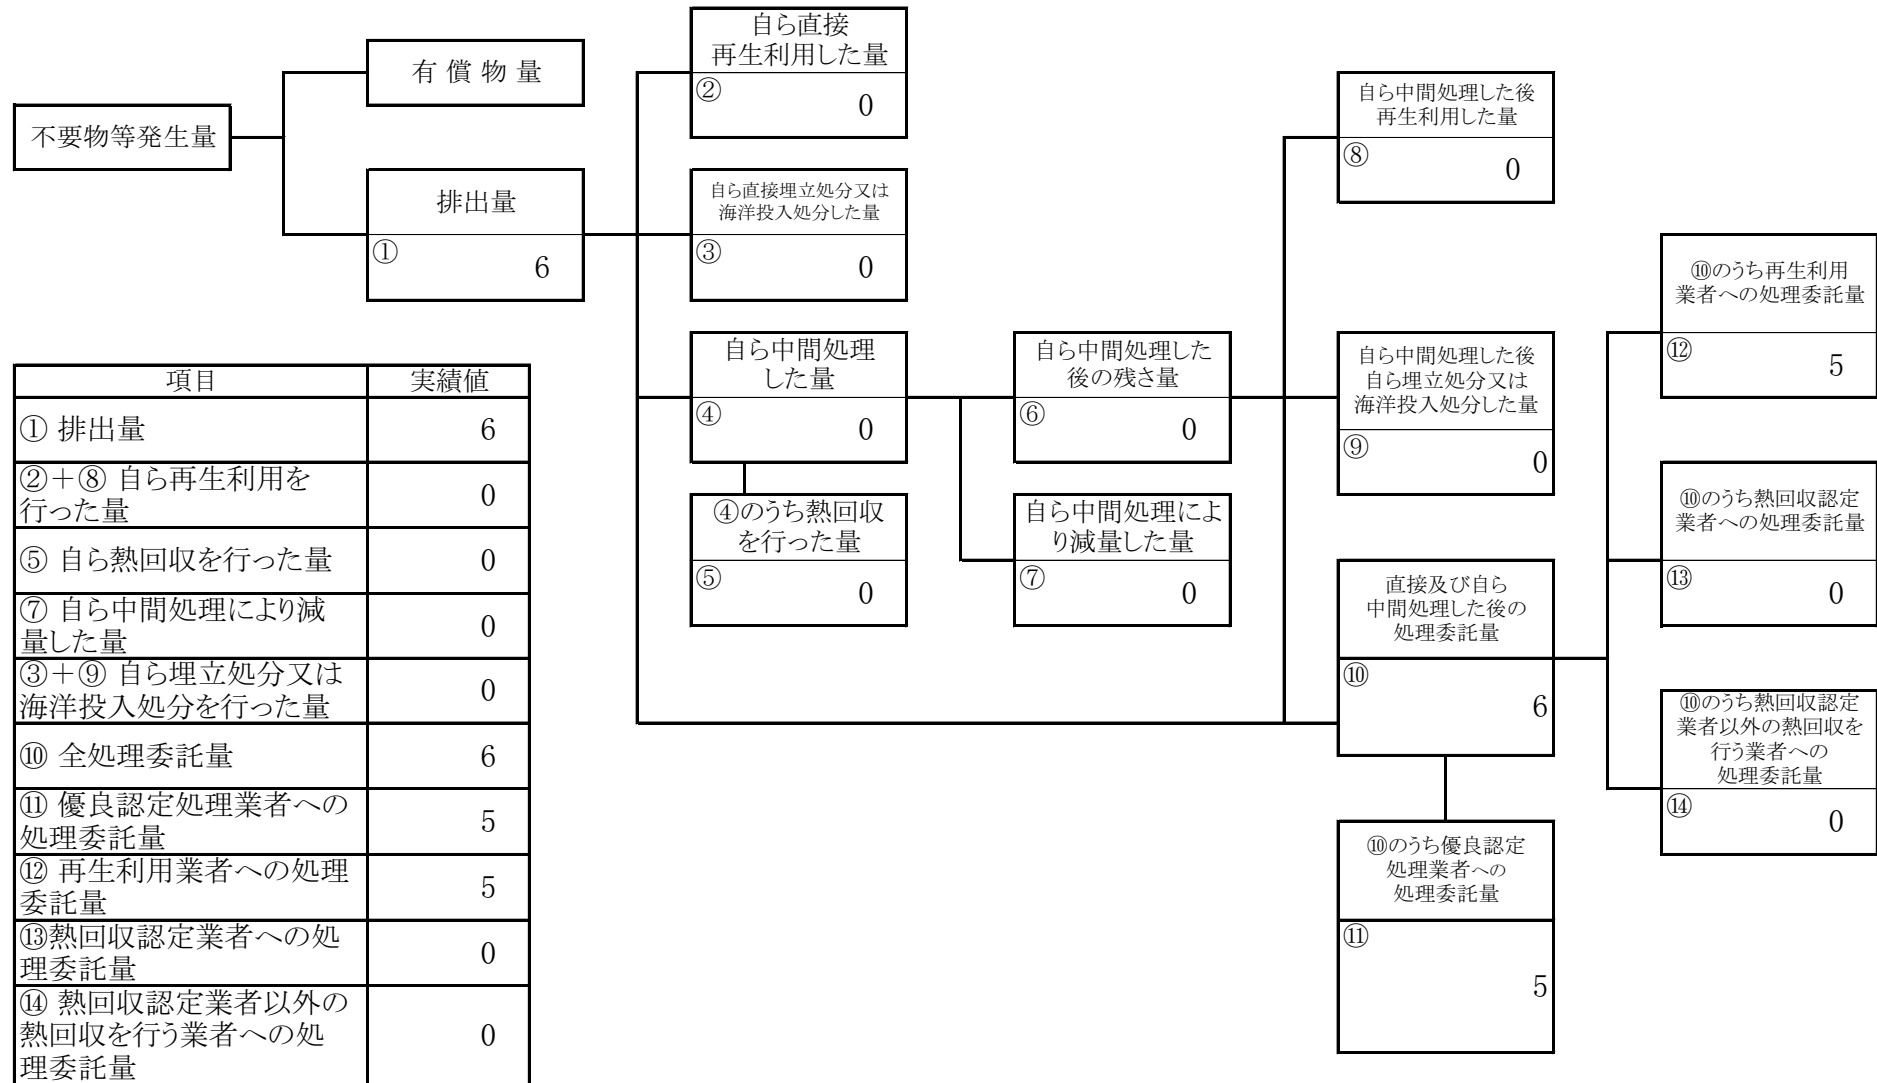 自ら直接
再生利用した量
②
0
有 償 物 量
不要物等発生量
自ら中間処理した後
再生利用した量
⑧
0
排出量
①
6
自ら直接埋立処分又は
海洋投入処分した量
③
0
⑩のうち再生利用
業者への処理委託量
⑫
5
自ら中間処理
した量
④
0
自ら中間処理した
後の残さ量
⑥
0
自ら中間処理した後
自ら埋立処分又は
海洋投入処分した量
⑨
0
④のうち熱回収
を行った量
⑤
0
自ら中間処理によ
り減量した量
⑦
0
⑩のうち熱回収認定
業者への処理委託量
⑬
0
直接及び自ら
中間処理した後の
処理委託量
⑩
6
⑩のうち熱回収認定
業者以外の熱回収を
行う業者への
処理委託量
⑭
0
⑩のうち優良認定
処理業者への
処理委託量
⑪
5
項目 実績値
① 排出量 6
②＋⑧ 自ら再生利用を
行った量 0
⑤ 自ら熱回収を行った量 0
⑦ 自ら中間処理により減
量した量 0
③＋⑨ 自ら埋立処分又は
海洋投入処分を行った量 0
⑩ 全処理委託量 6
⑪ 優良認定処理業者への
処理委託量 5
⑫ 再生利用業者への処理
委託量 5
⑬熱回収認定業者への処
理委託量 0
⑭ 熱回収認定業者以外の
熱回収を行う業者への処 0
理委託量